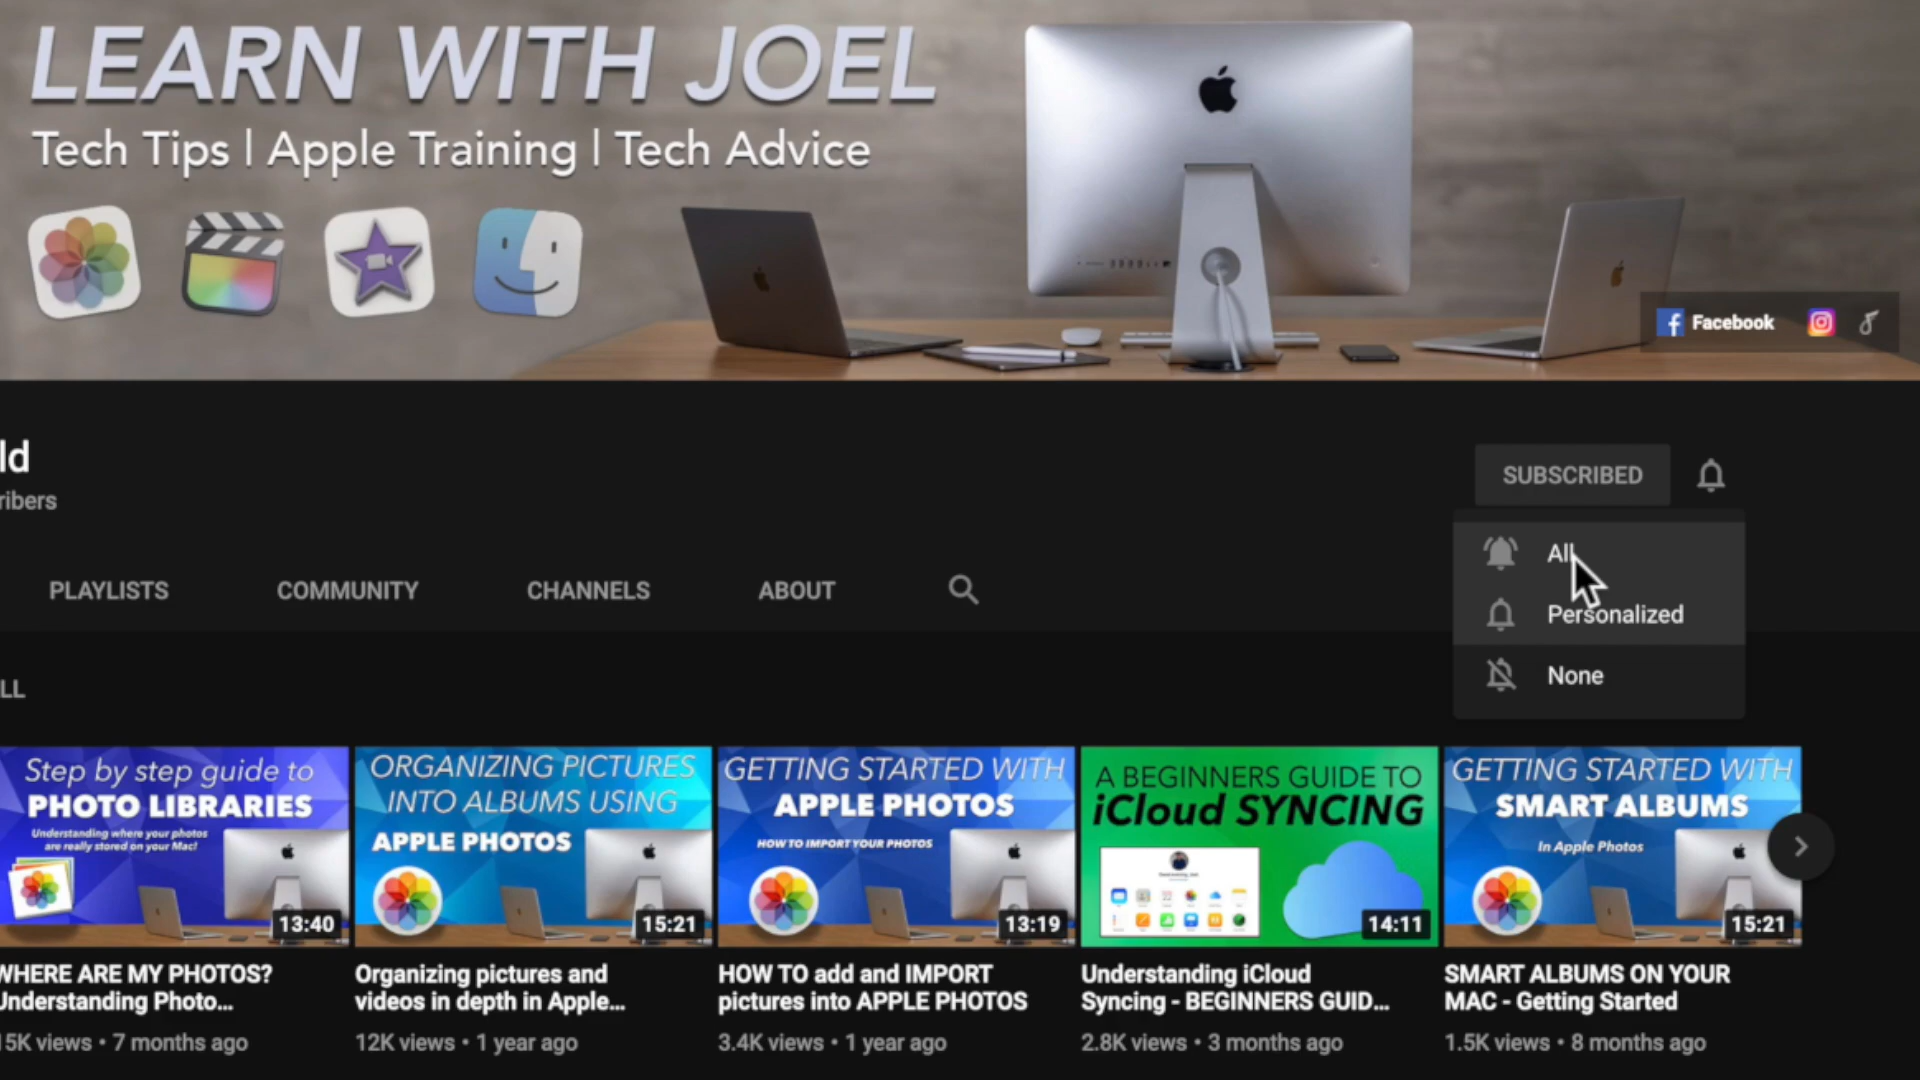 LEARN WITH JOEL
Tech Tips | Apple Training | Tech Advice
Facebook
ld
ribers
SUBSCRIBED
All
Personalized
None
PLAYLISTS
COMMUNITY
CHANNELS
ABOUT
LL
Step by step guide to
PHOTO LIBRARIES
Understanding where your photos
are really stored on your Mac!
13:40
WHERE ARE MY PHOTOS?
Understanding Photo...
15K views • 7 months ago
ORGANIZING PICTURES
INTO ALBUMS USING
APPLE PHOTOS
15:21
Organizing pictures and
videos in depth in Apple...
12K views • 1 year ago
GETTING STARTED WITH
APPLE PHOTOS
HOW TO IMPORT YOUR PHOTOS
13:19
HOW TO add and IMPORT
pictures into APPLE PHOTOS
3.4K views • 1 year ago
A BEGINNERS GUIDE TO
iCloud SYNCING
14:11
Understanding iCloud
Syncing - BEGINNERS GUID...
2.8K views • 3 months ago
GETTING STARTED WITH
SMART ALBUMS
In Apple Photos
15:21
SMART ALBUMS ON YOUR
MAC - Getting Started
1.5K views • 8 months ago